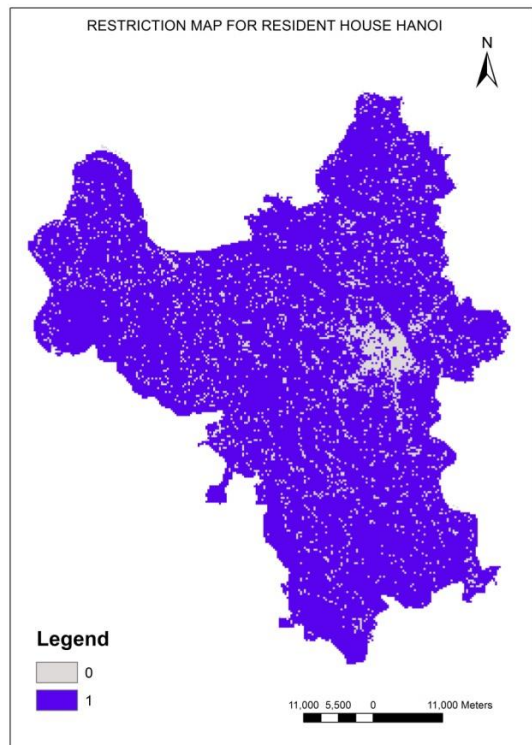 RESTRICTION MAP FOR RESIDENT HOUSE HANOI
N
Legend
0
1
11,000 5,500 0 11,000 Meters